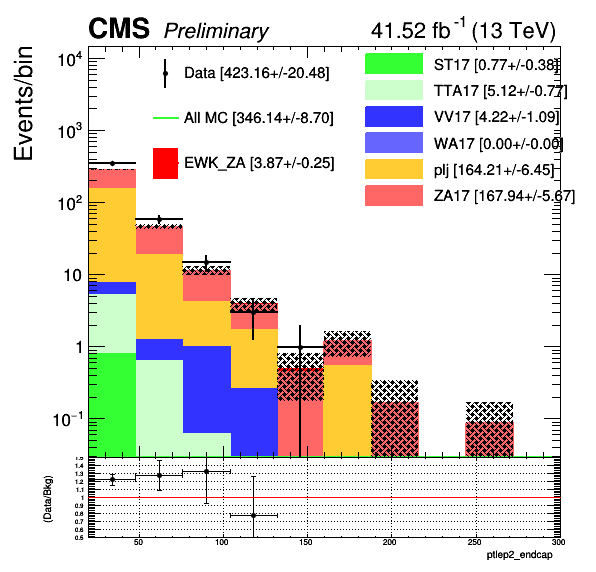 CMS Preliminary 41.52 fb⁻¹ (13 TeV)
Events/bin
10⁴
10³
10²
10
1
10⁻¹
Data [423.16+/-20.48]
All MC [346.14+/-8.70]
EWK_ZA [3.87+/-0.25]
ST17 [0.77+/-0.38]
TTA17 [5.12+/-0.77]
VV17 [4.22+/-1.09]
WA17 [0.00+/-0.00]
plj [164.21+/-6.45]
ZA17 [167.94+/-5.67]
(Data/Bkg)
1.5
1.4
1.3
1.2
1.1
1
0.9
0.8
0.7
0.6
0.5
50 100 150 200 250 300
ptlep2_endcap